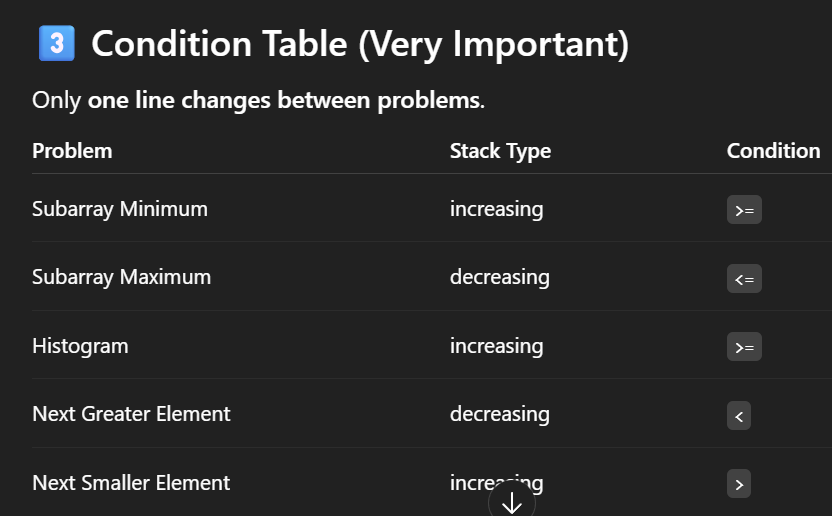 3 Condition Table (Very Important)
Only one line changes between problems.
Problem Stack Type Condition
Subarray Minimum increasing >=
Subarray Maximum decreasing <=
Histogram increasing >=
Next Greater Element decreasing <
Next Smaller Element increasing >